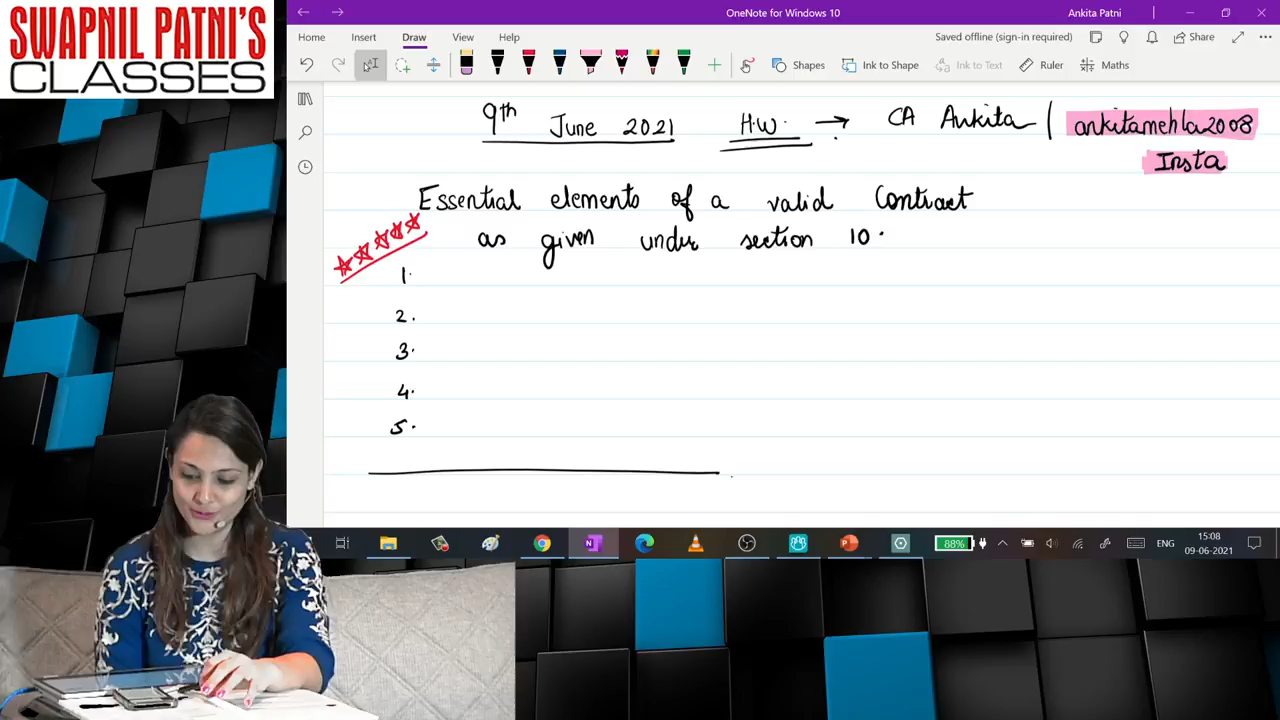 SWAPNIL PATNI'S
CLASSES
OneNote for Windows 10
Ankita Patni
Home Insert Draw View Help
Saved offline (sign-in required)
Share
Shapes Ink to Shape Ink to Text Ruler Maths
9th June 2021 H.W. → CA Ankita | ankitamehla2008
Insta
Essential elements of a valid Contract
as given under section 10.
1.
2.
3.
4.
5.
88%
ENG
15:08
09-06-2021